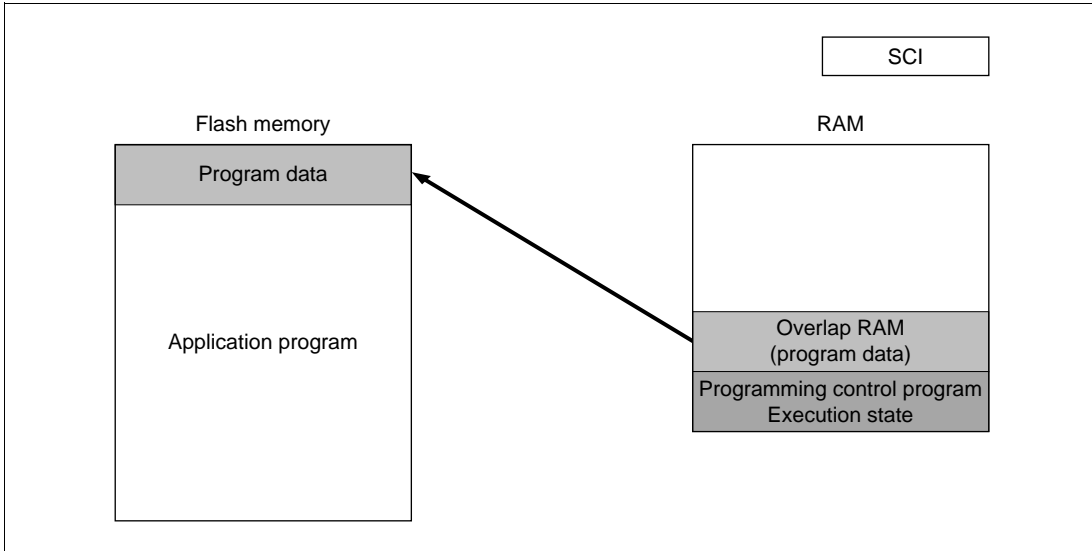 SCI
Flash memory
RAM
Program data
Application program
Overlap RAM
(program data)
Programming control program
Execution state